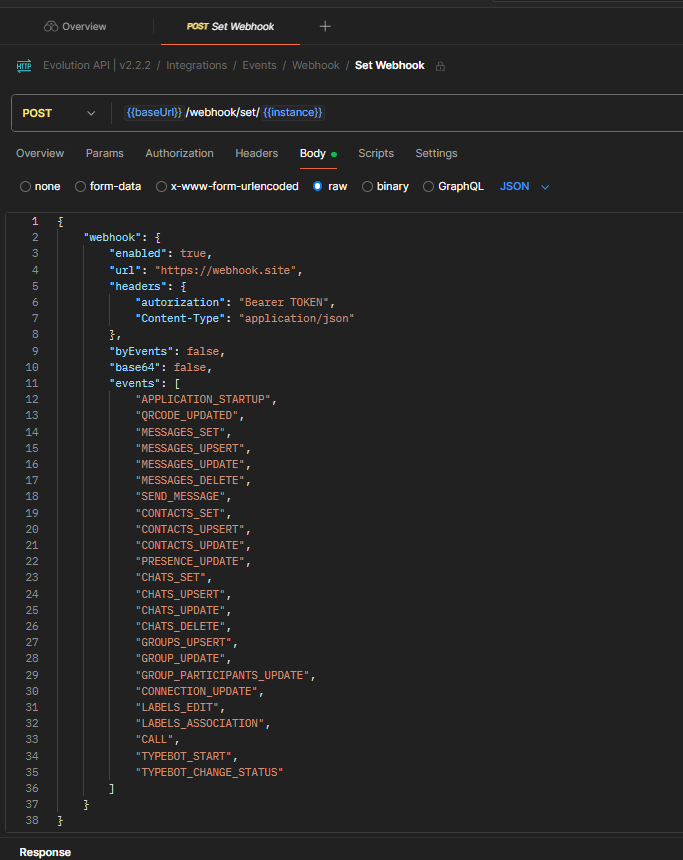 Overview
POST Set Webhook
HTTP Evolution API | v2.2.2 / Integrations / Events / Webhook / Set Webhook
POST {{baseUrl}} /webhook/set/ {{instance}}
Overview Params Authorization Headers Body Scripts Settings
none form-data x-www-form-urlencoded raw binary GraphQL JSON
1 {
2 "webhook": {
3 "enabled": true,
4 "url": "https://webhook.site",
5 "headers": {
6 "autorization": "Bearer TOKEN",
7 "Content-Type": "application/json"
8 },
9 "byEvents": false,
10 "base64": false,
11 "events": [
12 "APPLICATION_STARTUP",
13 "QRCODE_UPDATED",
14 "MESSAGES_SET",
15 "MESSAGES_UPSERT",
16 "MESSAGES_UPDATE",
17 "MESSAGES_DELETE",
18 "SEND_MESSAGE",
19 "CONTACTS_SET",
20 "CONTACTS_UPSERT",
21 "CONTACTS_UPDATE",
22 "PRESENCE_UPDATE",
23 "CHATS_SET",
24 "CHATS_UPSERT",
25 "CHATS_UPDATE",
26 "CHATS_DELETE",
27 "GROUPS_UPSERT",
28 "GROUP_UPDATE",
29 "GROUP_PARTICIPANTS_UPDATE",
30 "CONNECTION_UPDATE",
31 "LABELS_EDIT",
32 "LABELS_ASSOCIATION",
33 "CALL",
34 "TYPEBOT_START",
35 "TYPEBOT_CHANGE_STATUS"
36 ]
37 }
38 }
Response